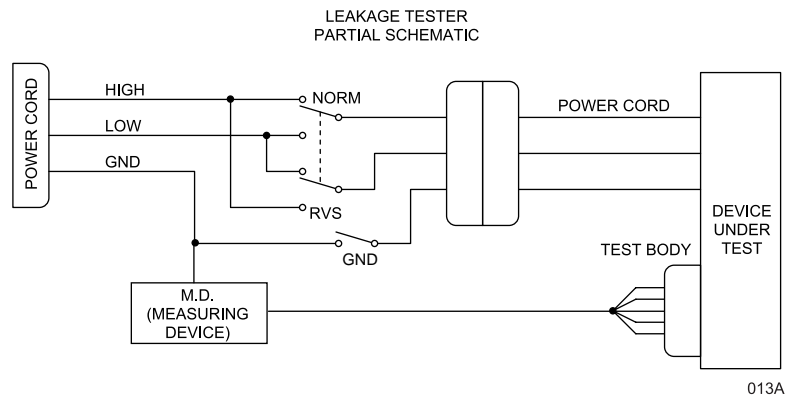 LEAKAGE TESTER
PARTIAL SCHEMATIC
POWER CORD
HIGH
LOW
GND
NORM
RVS
GND
POWER CORD
DEVICE
UNDER
TEST
TEST BODY
M.D.
(MEASURING
DEVICE)
013A